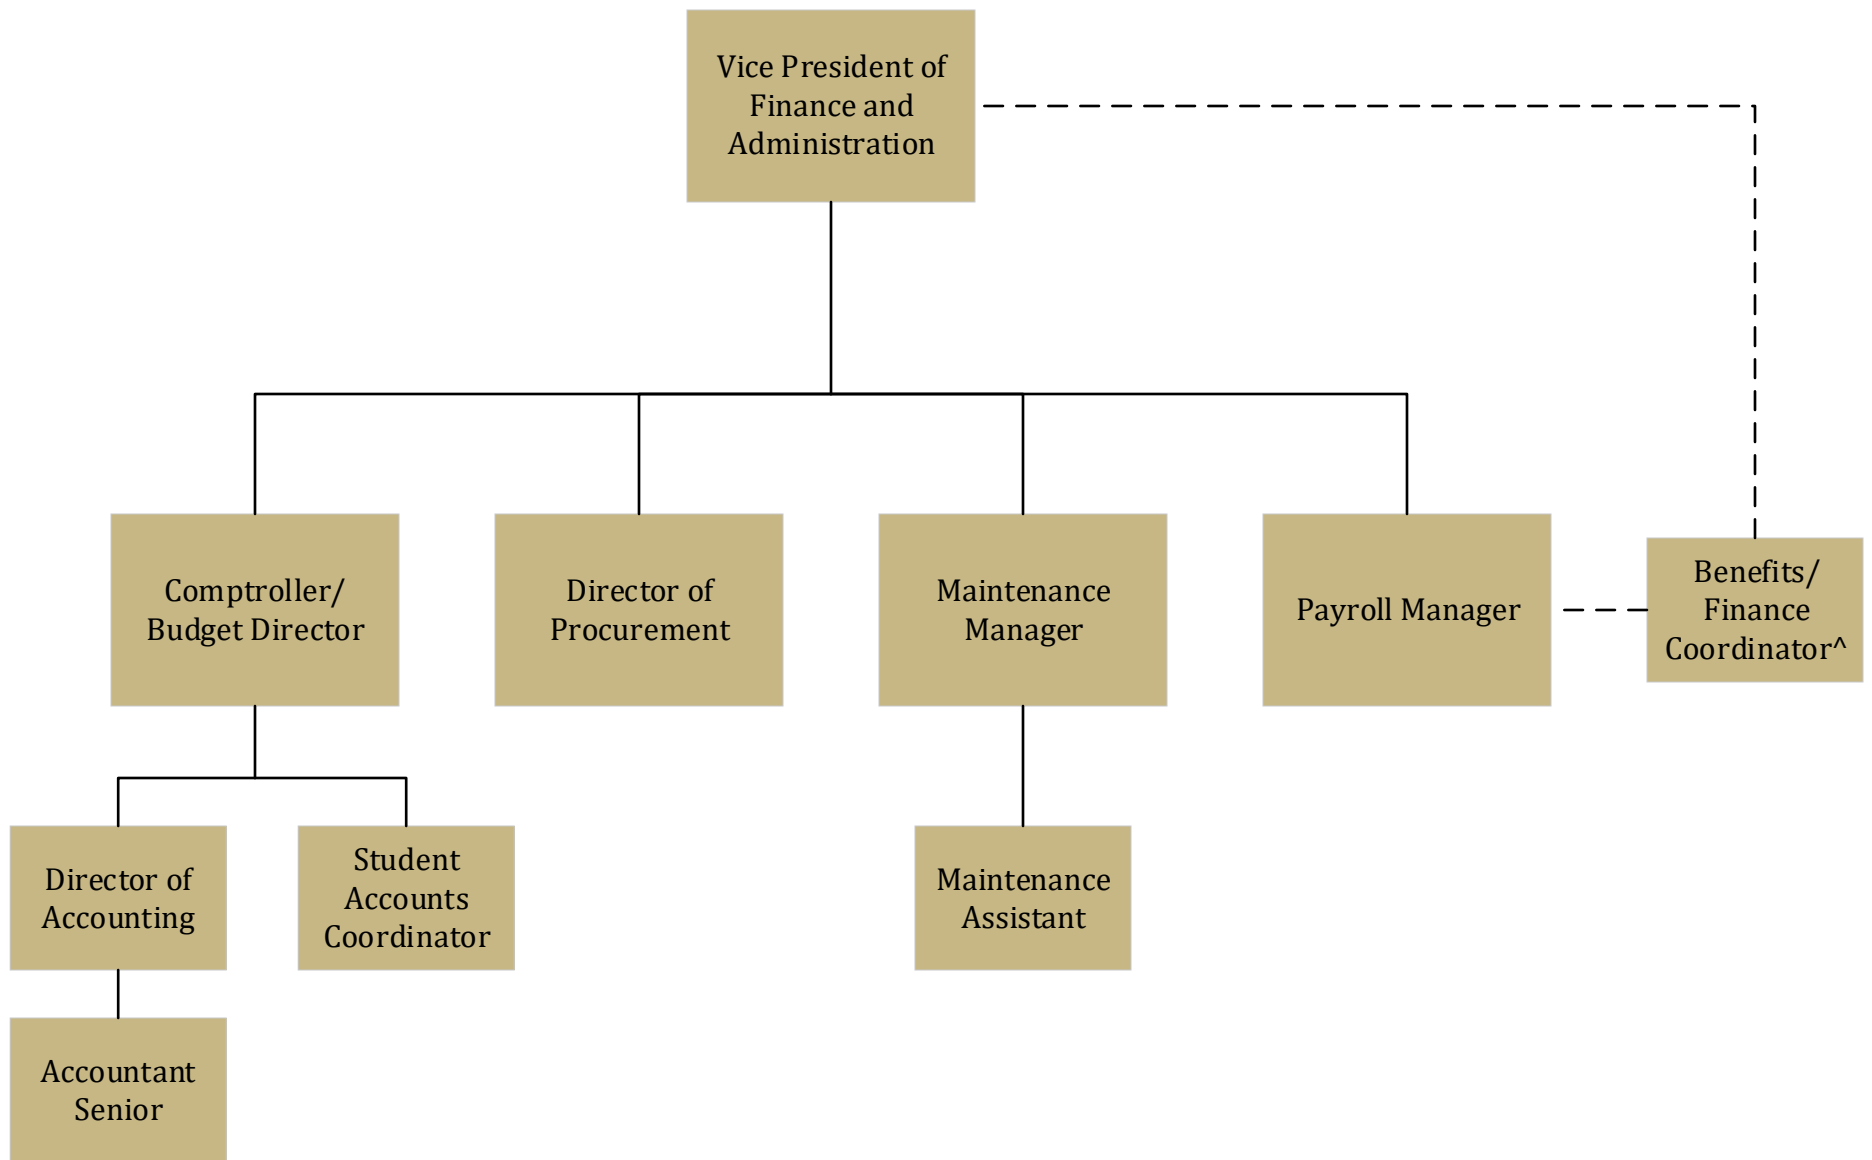 Vice President of
Finance and
Administration
Comptroller/
Budget Director
Director of
Procurement
Maintenance
Manager
Payroll Manager
Benefits/
Finance
Coordinator^
Director of
Accounting
Student
Accounts
Coordinator
Maintenance
Assistant
Accountant
Senior